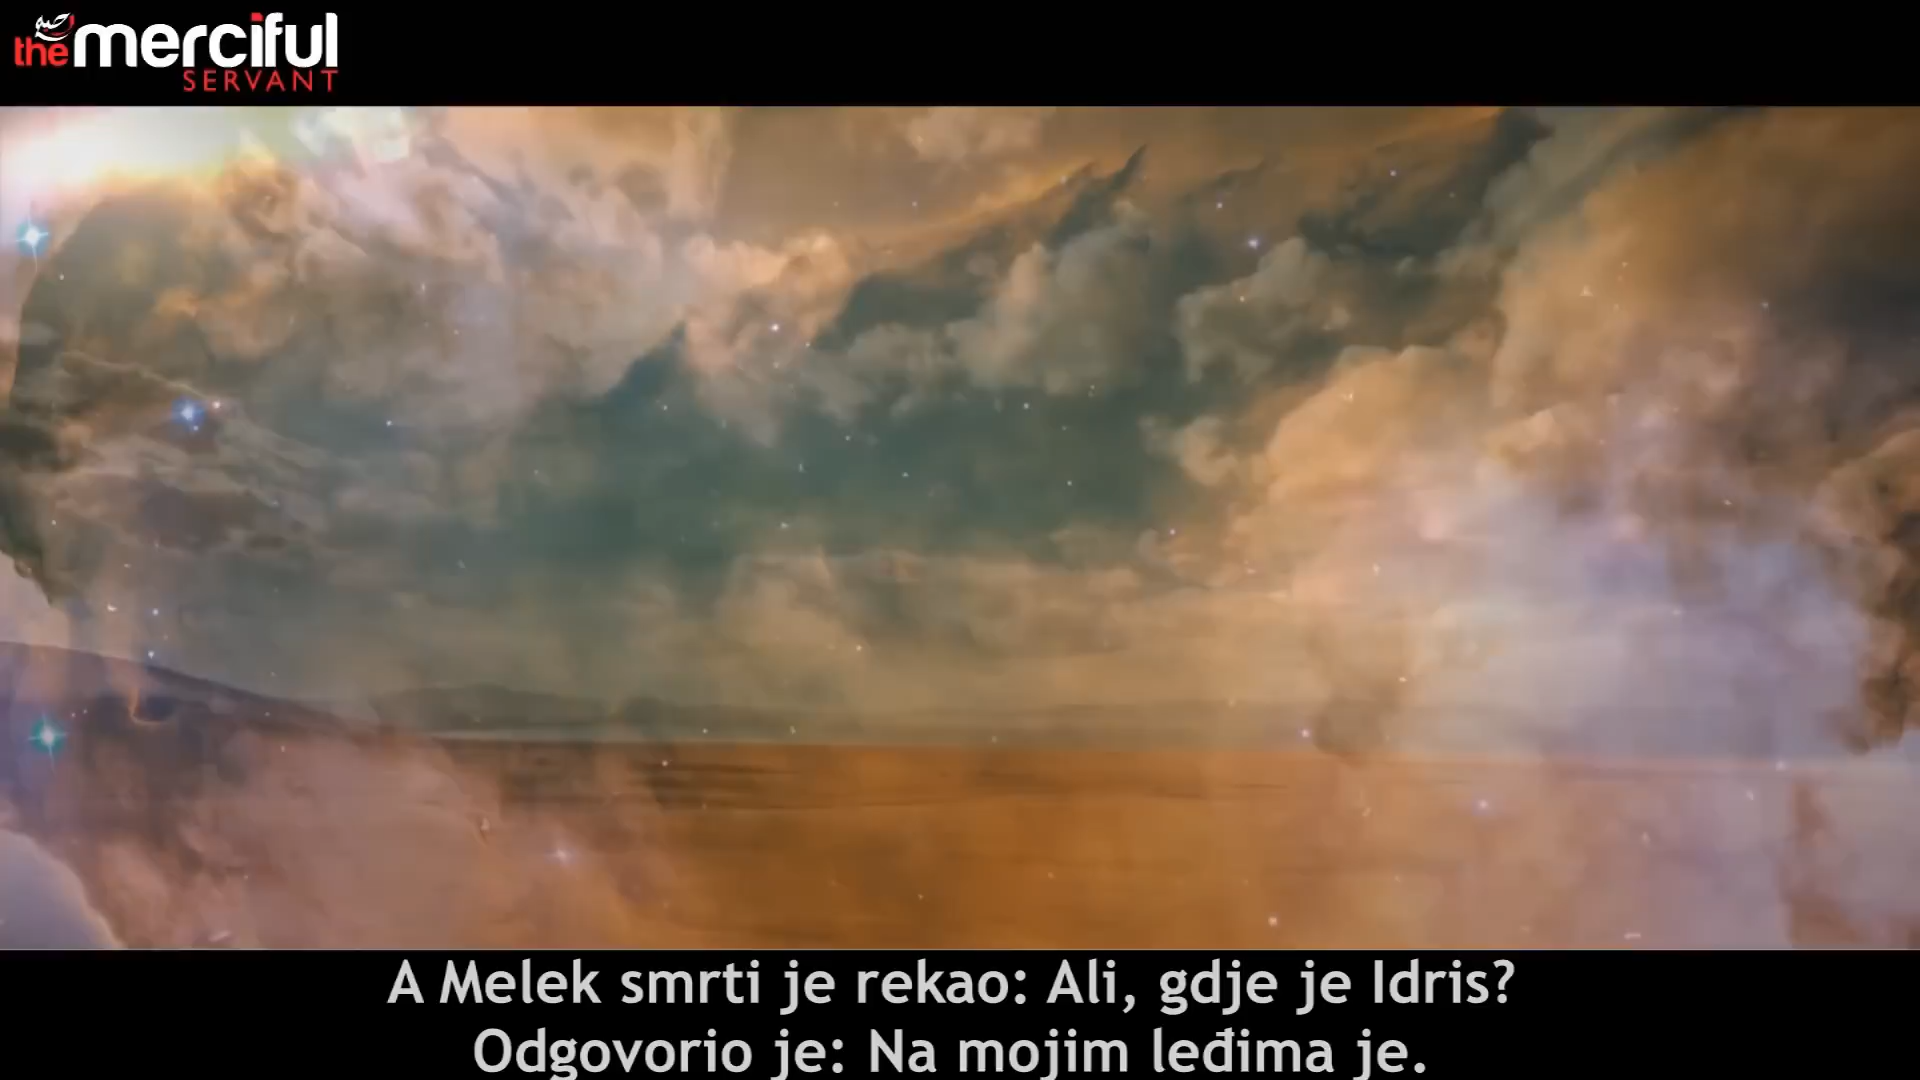 the merciful
SERVANT
A Melek smrti je rekao: Ali, gdje je Idris?
Odgovorio je: Na mojim leđima je.